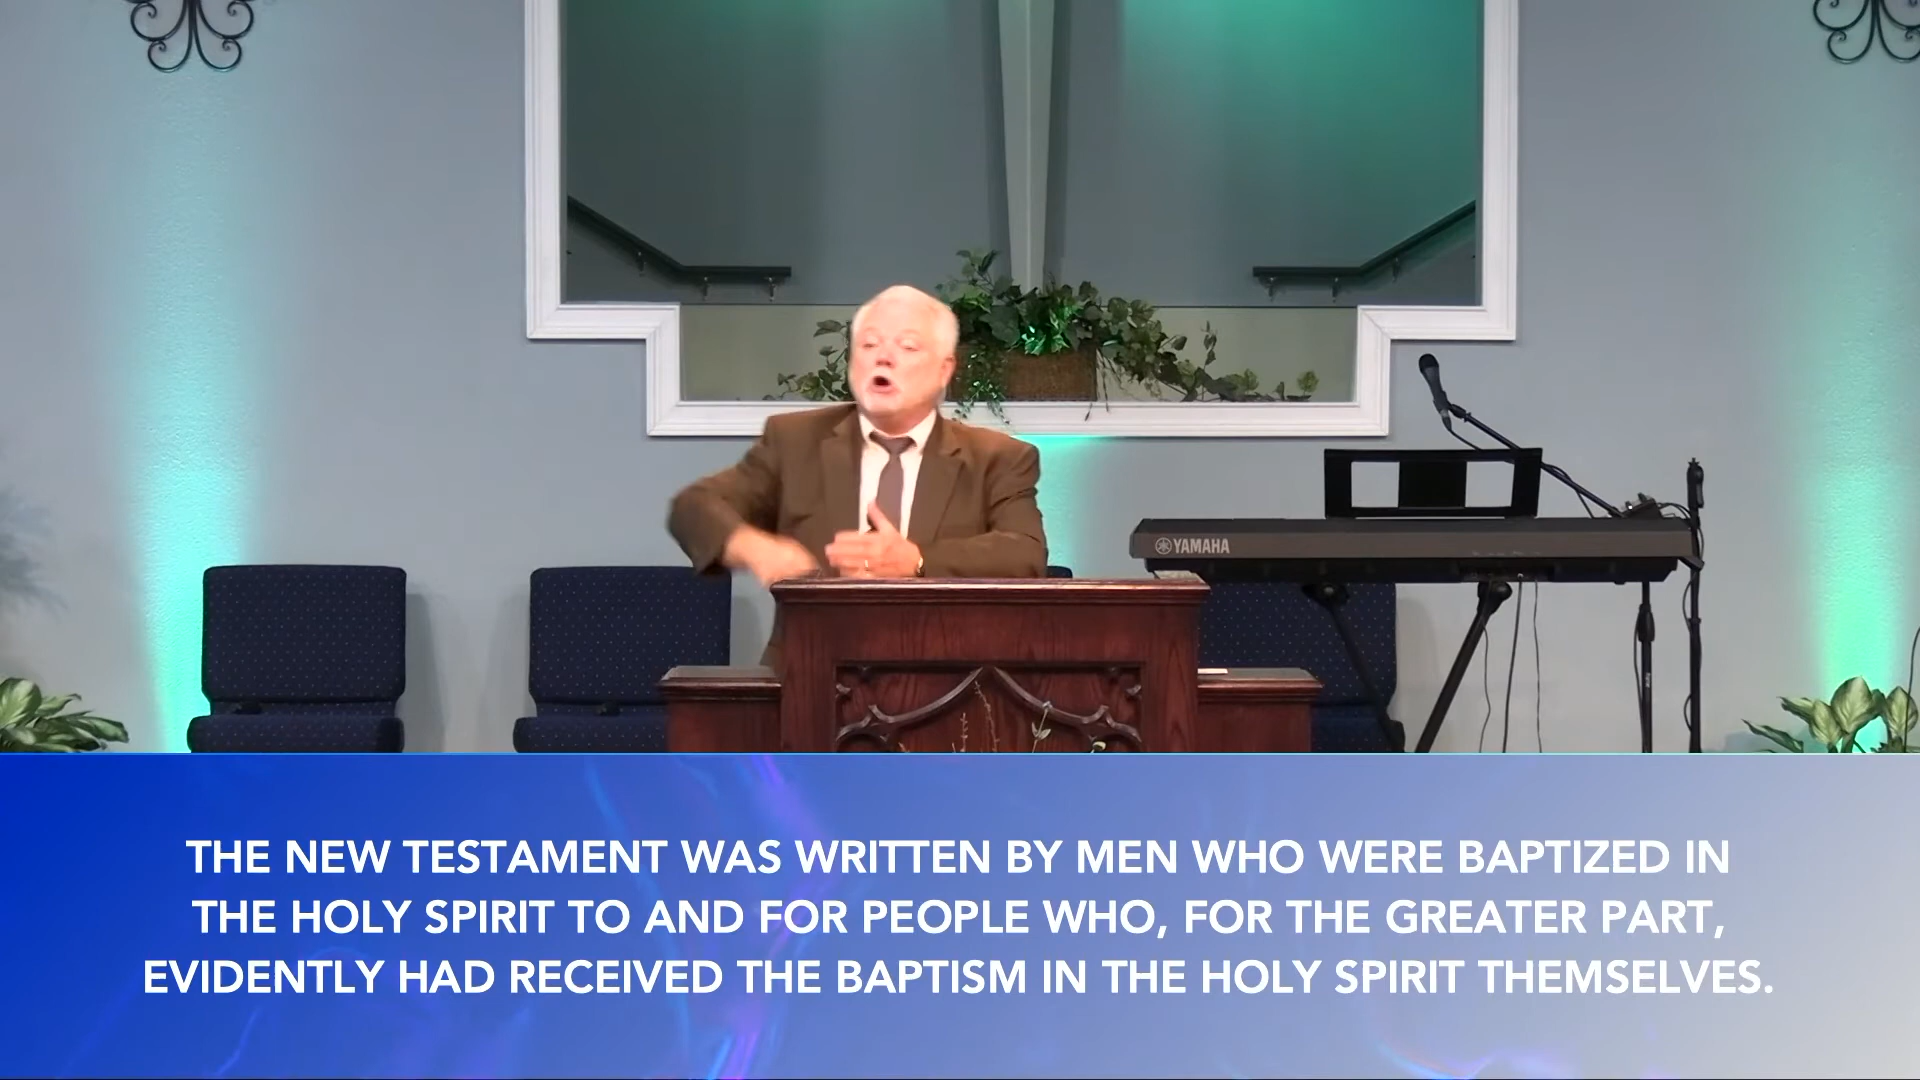 YAMAHA
THE NEW TESTAMENT WAS WRITTEN BY MEN WHO WERE BAPTIZED IN
THE HOLY SPIRIT TO AND FOR PEOPLE WHO, FOR THE GREATER PART,
EVIDENTLY HAD RECEIVED THE BAPTISM IN THE HOLY SPIRIT THEMSELVES.